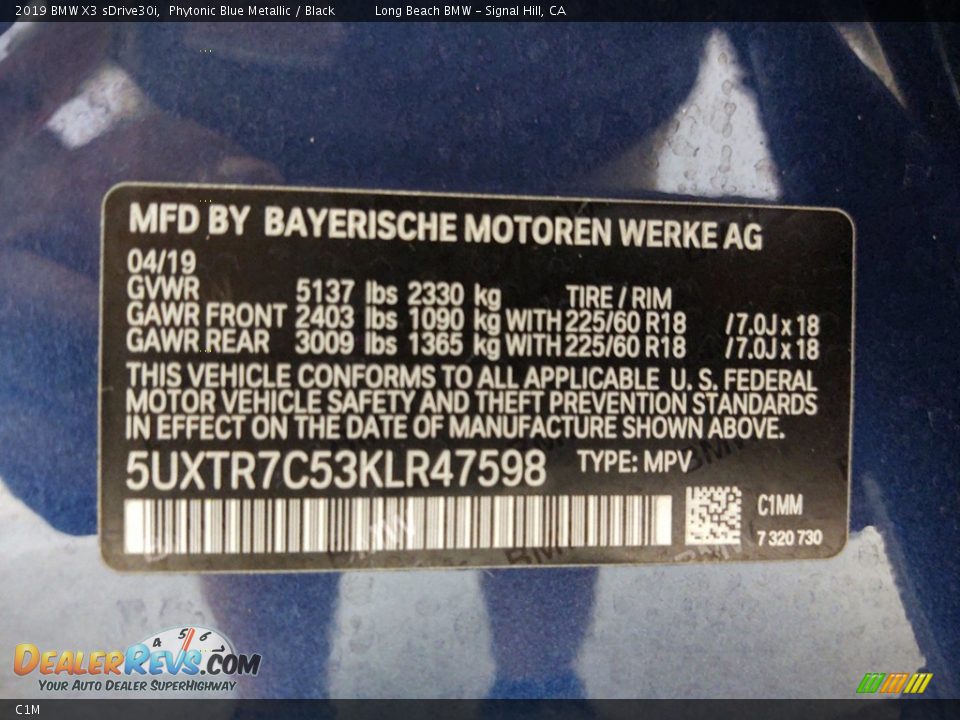 2019 BMW X3 sDrive30i, Phytonic Blue Metallic / Black Long Beach BMW - Signal Hill, CA
MFD BY BAYERISCHE MOTOREN WERKE AG
04/19
GVWR 5137 lbs 2330 kg TIRE / RIM
GAWR FRONT 2403 lbs 1090 kg WITH 225/60 R18 / 7.0J x 18
GAWR REAR 3009 lbs 1365 kg WITH 225/60 R18 / 7.0J x 18
THIS VEHICLE CONFORMS TO ALL APPLICABLE U. S. FEDERAL
MOTOR VEHICLE SAFETY AND THEFT PREVENTION STANDARDS
IN EFFECT ON THE DATE OF MANUFACTURE SHOWN ABOVE.
5UXTR7C53KLR47598 TYPE: MPV
C1MM
7 320 730
BMW
4 5 6
DealerRevs.com
Your Auto Dealer SuperHighway
C1M